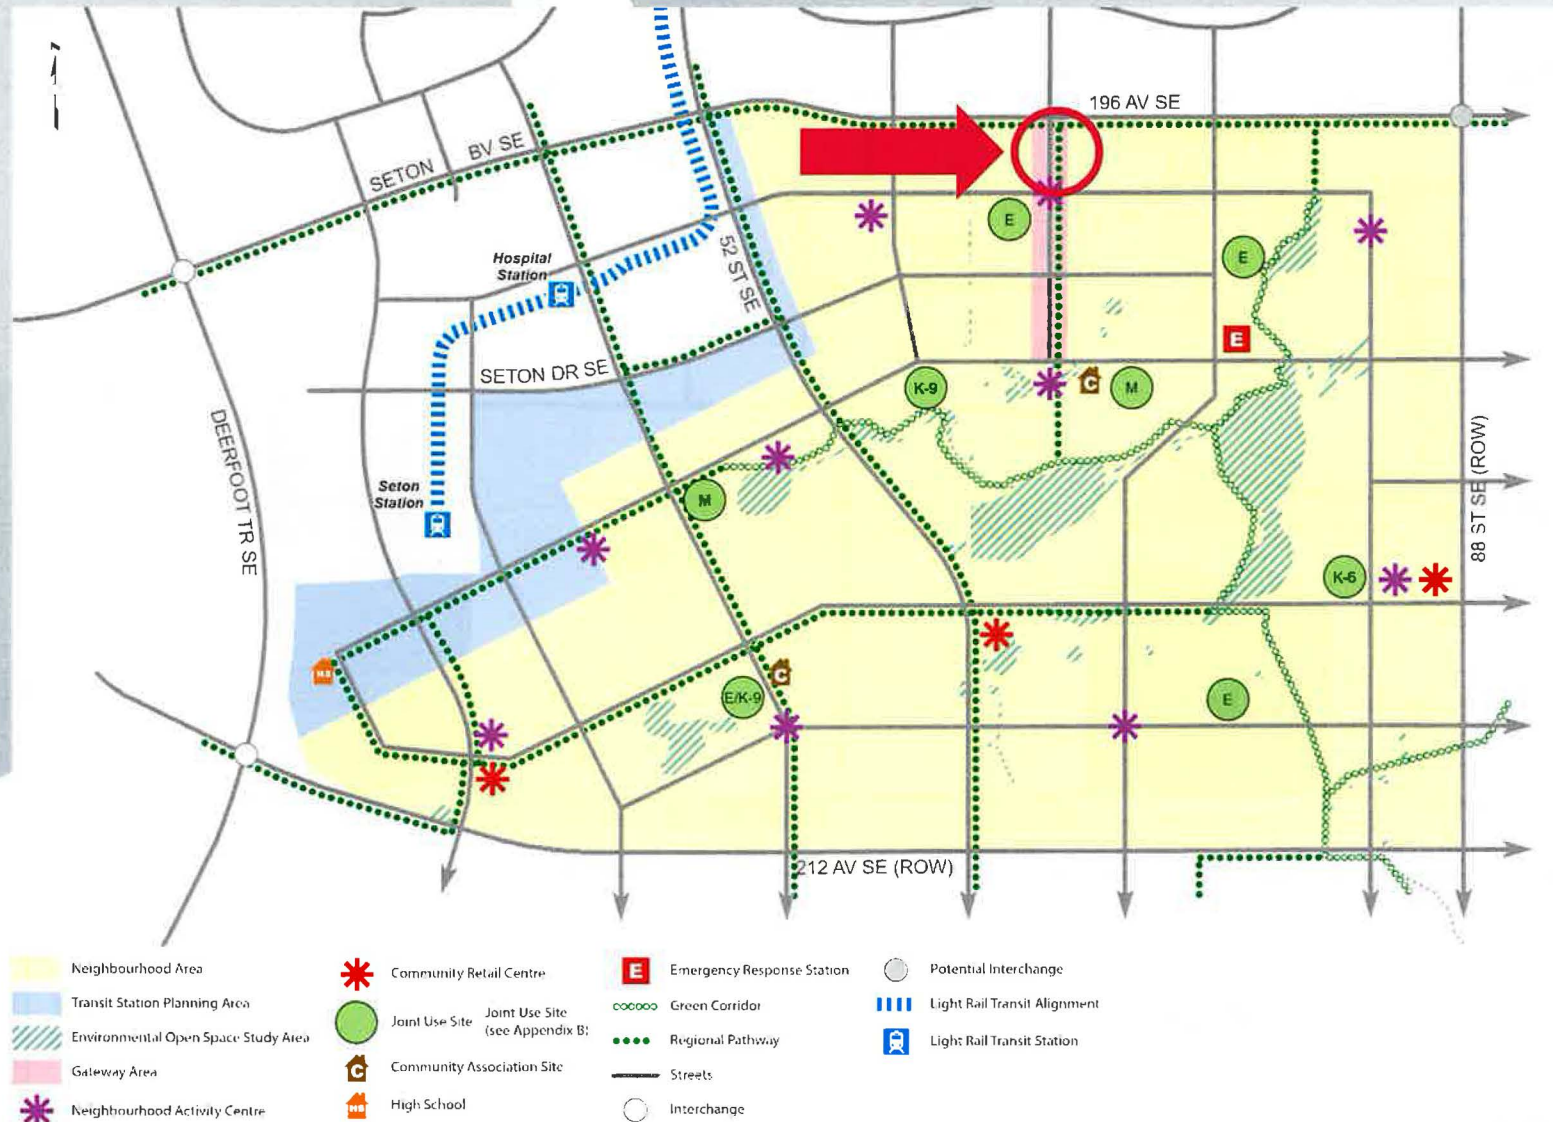 196 AV SE
SETON BV SE
52 ST SE
Hospital
Station
SETON DR SE
Seton
Station
DEERFOOT TR SE
88 ST SE (ROW)
212 AV SE (ROW)
E
E
E
K-9
C
M
M
K-6
HS
E/K-9
C
E
Neighbourhood Area
Transit Station Planning Area
Environmental Open Space Study Area
Gateway Area
Neighbourhood Activity Centre
Community Retail Centre
Joint Use Site
Joint Use Site
(see Appendix B)
C
Community Association Site
HS
High School
E
Emergency Response Station
Green Corridor
Regional Pathway
Streets
Interchange
Potential Interchange
Light Rail Transit Alignment
Light Rail Transit Station